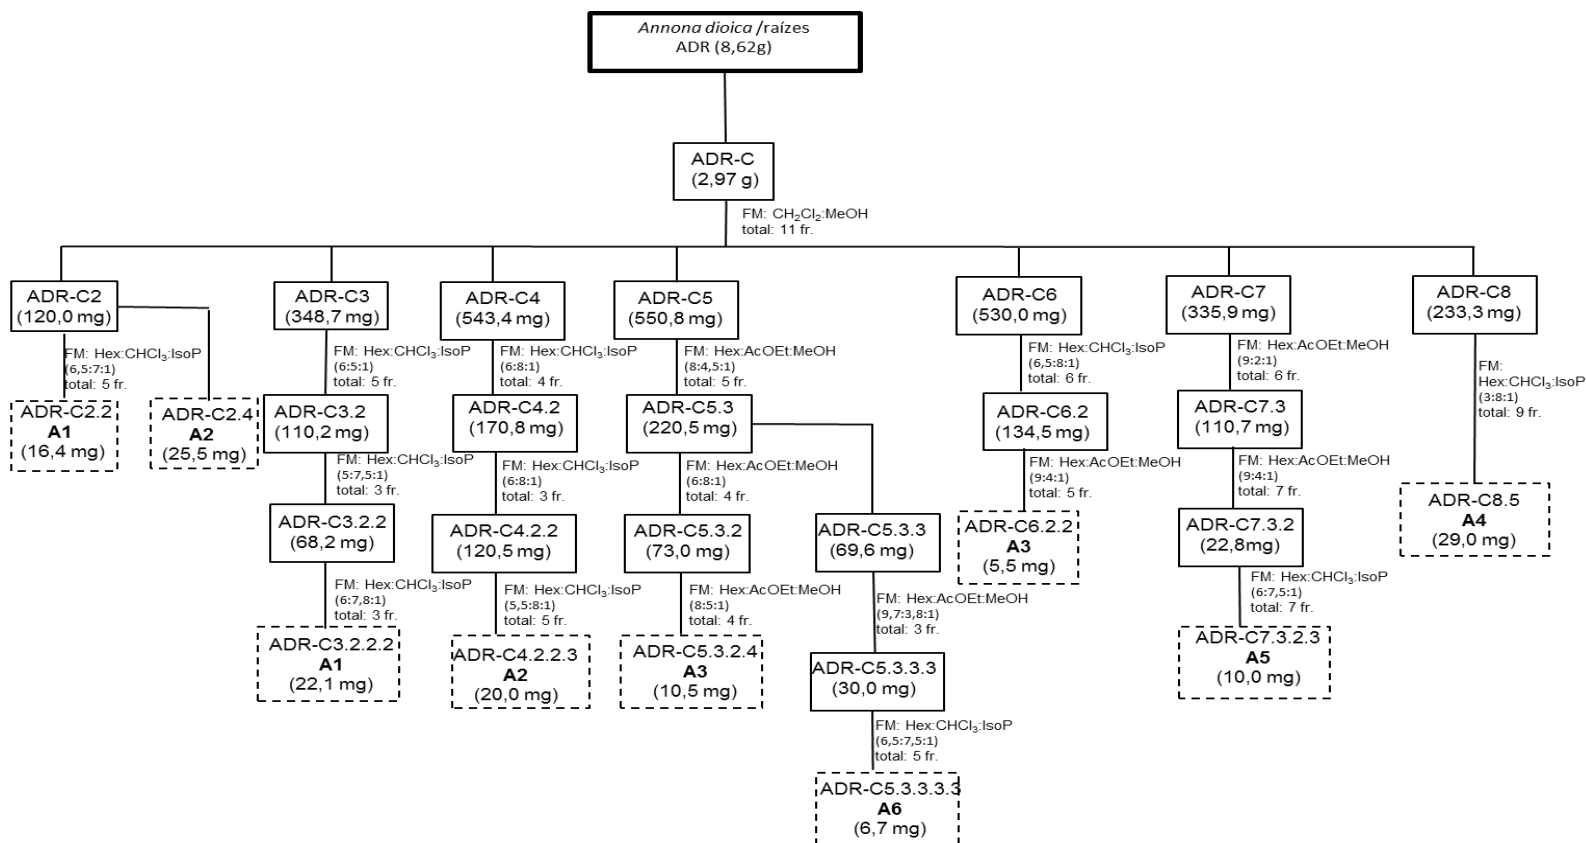 Annona dioica /raízes
ADR (8,62g)
ADR-C
(2,97 g)
FM: CH₂Cl₂:MeOH
total: 11 fr.
ADR-C2
(120,0 mg)
ADR-C3
(348,7 mg)
ADR-C4
(543,4 mg)
ADR-C5
(550,8 mg)
ADR-C6
(530,0 mg)
ADR-C7
(335,9 mg)
ADR-C8
(233,3 mg)
FM: Hex:CHCl₃:IsoP
(6,5:7:1)
total: 5 fr.
FM: Hex:CHCl₃:IsoP
(6:5:1)
total: 5 fr.
FM: Hex:CHCl₃:IsoP
(6:8:1)
total: 4 fr.
FM: Hex:AcOEt:MeOH
(8:4,5:1)
total: 5 fr.
FM: Hex:CHCl₃:IsoP
(6,5:8:1)
total: 6 fr.
FM: Hex:AcOEt:MeOH
(9:2:1)
total: 6 fr.
FM:
Hex:CHCl₃:IsoP
(3:8:1)
total: 9 fr.
ADR-C2.2
A1
(16,4 mg)
ADR-C2.4
A2
(25,5 mg)
ADR-C3.2
(110,2 mg)
ADR-C4.2
(170,8 mg)
ADR-C5.3
(220,5 mg)
ADR-C6.2
(134,5 mg)
ADR-C7.3
(110,7 mg)
FM: Hex:CHCl₃:IsoP
(5:7,5:1)
total: 3 fr.
FM: Hex:CHCl₃:IsoP
(6:8:1)
total: 3 fr.
FM: Hex:AcOEt:MeOH
(6:8:1)
total: 4 fr.
FM: Hex:AcOEt:MeOH
(9:4:1)
total: 5 fr.
FM: Hex:AcOEt:MeOH
(9:4:1)
total: 7 fr.
ADR-C8.5
A4
(29,0 mg)
ADR-C3.2.2
(68,2 mg)
ADR-C4.2.2
(120,5 mg)
ADR-C5.3.2
(73,0 mg)
ADR-C5.3.3
(69,6 mg)
ADR-C6.2.2
A3
(5,5 mg)
ADR-C7.3.2
(22,8mg)
FM: Hex:CHCl₃:IsoP
(6:7,8:1)
total: 3 fr.
FM: Hex:CHCl₃:IsoP
(5,5:8:1)
total: 5 fr.
FM: Hex:AcOEt:MeOH
(8:5:1)
total: 4 fr.
FM: Hex:AcOEt:MeOH
(9,7:3,8:1)
total: 3 fr.
FM: Hex:CHCl₃:IsoP
(6:7,5:1)
total: 7 fr.
ADR-C3.2.2.2
A1
(22,1 mg)
ADR-C4.2.2.3
A2
(20,0 mg)
ADR-C5.3.2.4
A3
(10,5 mg)
ADR-C5.3.3.3
(30,0 mg)
ADR-C7.3.2.3
A5
(10,0 mg)
FM: Hex:CHCl₃:IsoP
(6,5:7,5:1)
total: 5 fr.
ADR-C5.3.3.3.3
A6
(6,7 mg)